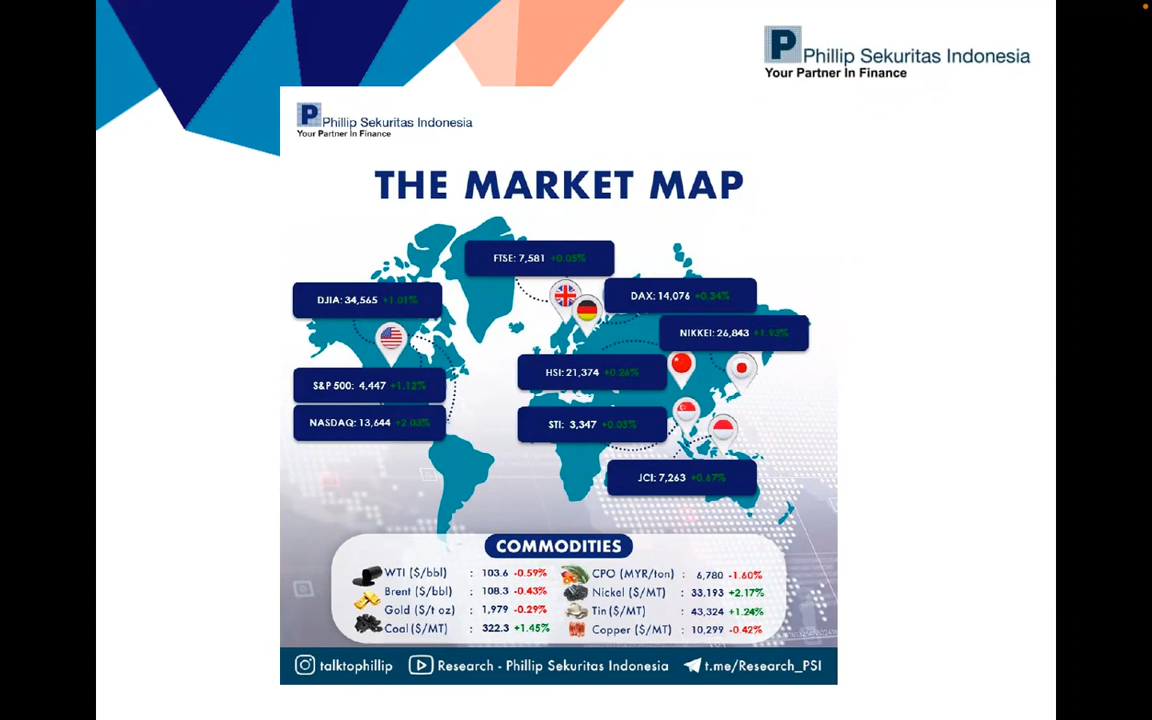 Phillip Sekuritas Indonesia
Your Partner In Finance
Phillip Sekuritas Indonesia
Your Partner In Finance
THE MARKET MAP
FTSE: 7,581 +0.05%
DJIA: 34,565 +1.01%
DAX: 14,076 +0.34%
NIKKEI: 26,843 +1.93%
HSI: 21,374 +0.26%
S&P 500: 4,447 +1.12%
NASDAQ: 13,644 +2.03%
STI: 3,347 +0.03%
JCI: 7,263 +0.67%
COMMODITIES
WTI ($/bbl) : 103.6 -0.59%
Brent ($/bbl) : 108.3 -0.43%
Gold ($/t oz) : 1,979 -0.29%
Coal ($/MT) : 322.3 +1.45%
CPO (MYR/ton) : 6,780 -1.60%
Nickel ($/MT) : 33,193 +2.17%
Tin ($/MT) : 43,324 +1.24%
Copper ($/MT) : 10,299 -0.42%
talktophillip
Research - Phillip Sekuritas Indonesia
t.me/Research_PSI